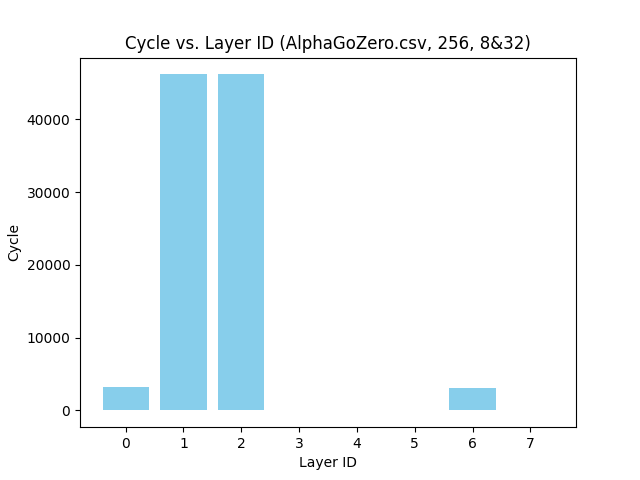 Cycle vs. Layer ID (AlphaGoZero.csv, 256, 8&32)
Cycle
40000
30000
20000
10000
0
0 1 2 3 4 5 6 7
Layer ID